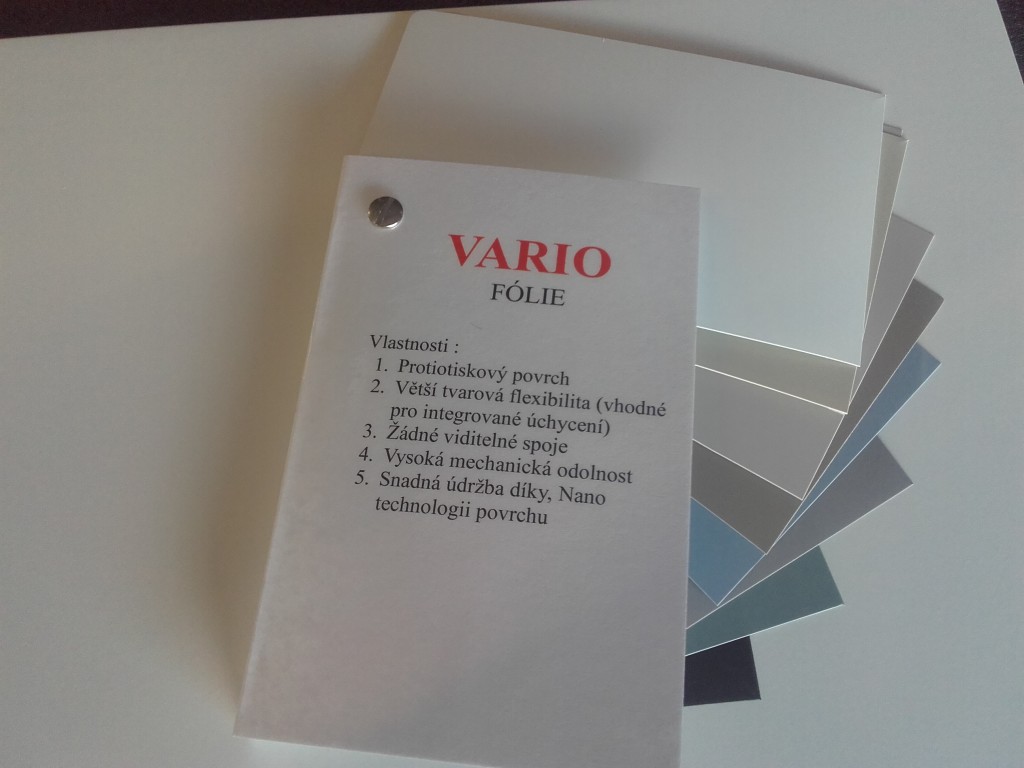 VARIO
FÓLIE
Vlastnosti :
1. Protiotiskový povrch
2. Větší tvarová flexibilita (vhodné
pro integrované úchycení)
3. Žádné viditelné spoje
4. Vysoká mechanická odolnost
5. Snadná údržba díky, Nano
technologii povrchu